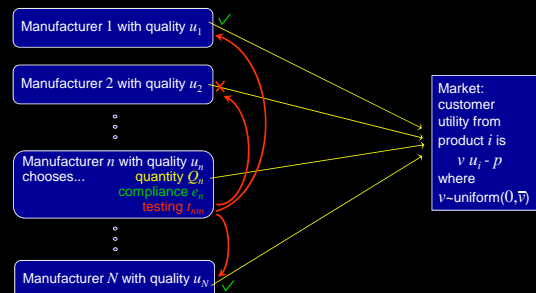 Manufacturer 1 with quality u₁
Manufacturer 2 with quality u₂
Manufacturer n with quality uₙ
chooses... quantity Qₙ
compliance eₙ
testing tₙₘ
Manufacturer N with quality u_N
Market:
customer
utility from
product i is
v uᵢ - p
where
v~uniform(0,v̅)